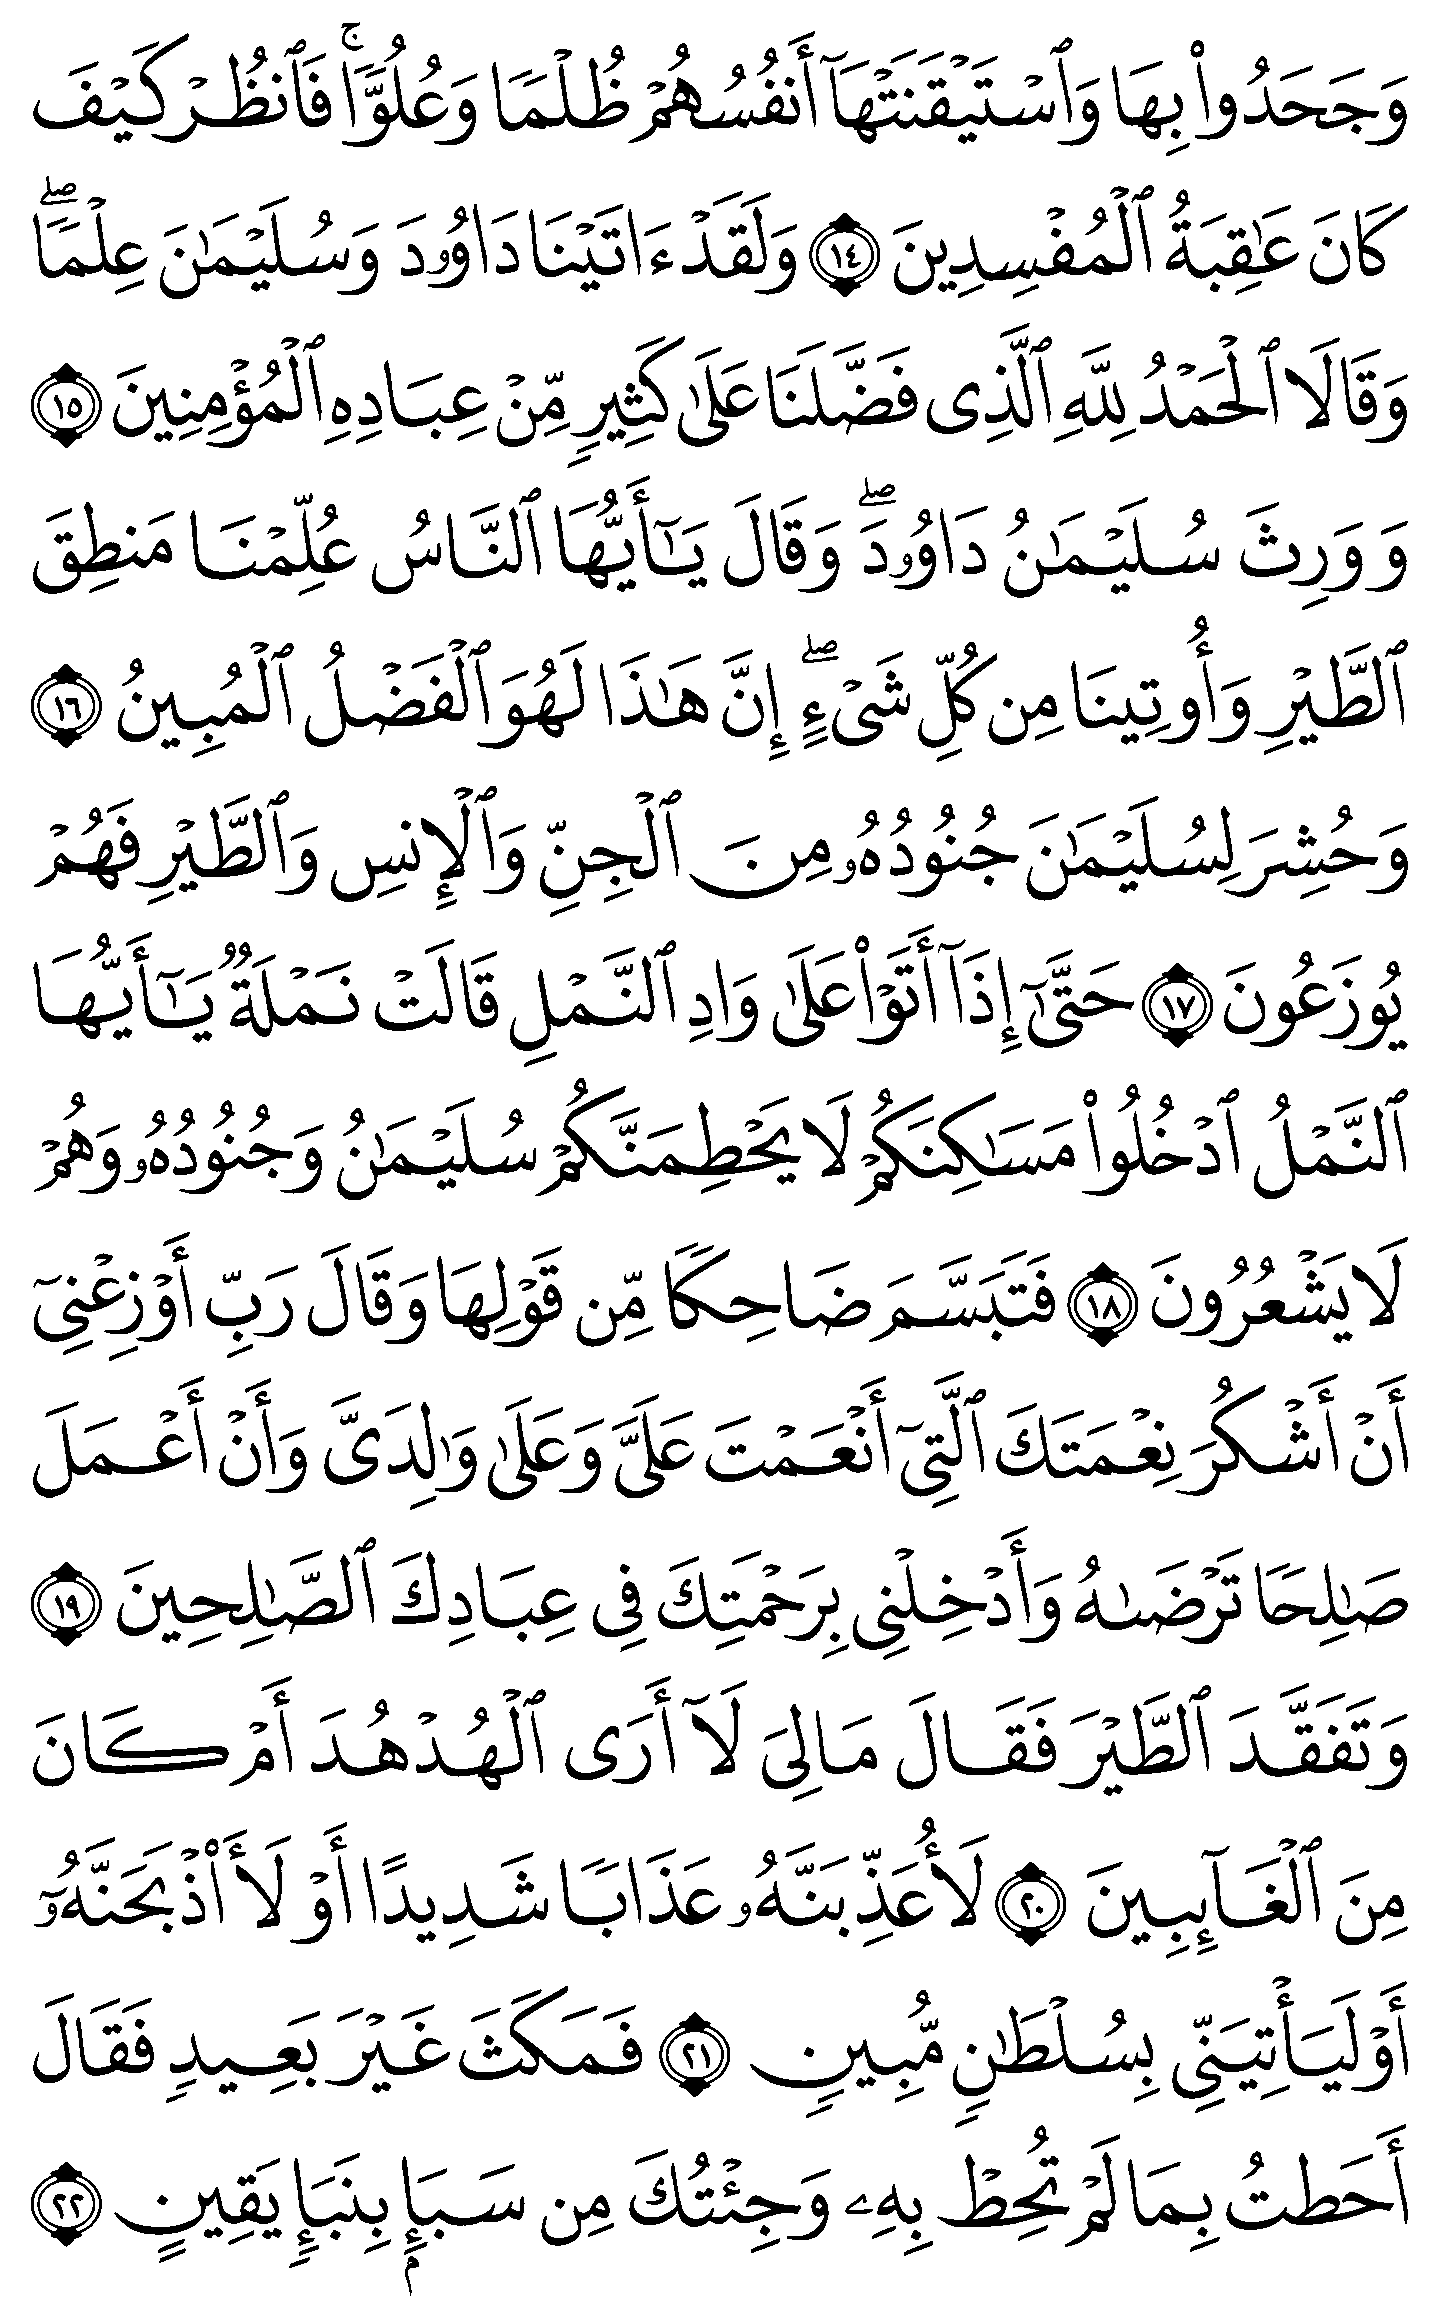 وَجَحَدُوا۟ بِهَا وَٱسْتَيْقَنَتْهَآ أَنفُسُهُمْ ظُلْمًا وَعُلُوًّا ۚ فَٱنظُرْ كَيْفَ
كَانَ عَـٰقِبَةُ ٱلْمُفْسِدِينَ ١٤ وَلَقَدْ ءَاتَيْنَا دَاوُۥدَ وَسُلَيْمَـٰنَ عِلْمًا ۖ
وَقَالَا ٱلْحَمْدُ لِلَّهِ ٱلَّذِى فَضَّلَنَا عَلَىٰ كَثِيرٍ مِّنْ عِبَادِهِ ٱلْمُؤْمِنِينَ ١٥
وَوَرِثَ سُلَيْمَـٰنُ دَاوُۥدَ ۖ وَقَالَ يَـٰٓأَيُّهَا ٱلنَّاسُ عُلِّمْنَا مَنطِقَ
ٱلطَّيْرِ وَأُوتِينَا مِن كُلِّ شَىْءٍ ۖ إِنَّ هَـٰذَا لَهُوَ ٱلْفَضْلُ ٱلْمُبِينُ ١٦
وَحُشِرَ لِسُلَيْمَـٰنَ جُنُودُهُۥ مِنَ ٱلْجِنِّ وَٱلْإِنسِ وَٱلطَّيْرِ فَهُمْ
يُوزَعُونَ ١٧ حَتَّىٰٓ إِذَآ أَتَوْا۟ عَلَىٰ وَادِ ٱلنَّمْلِ قَالَتْ نَمْلَةٌ يَـٰٓأَيُّهَا
ٱلنَّمْلُ ٱدْخُلُوا۟ مَسَـٰكِنَكُمْ لَا يَحْطِمَنَّكُمْ سُلَيْمَـٰنُ وَجُنُودُهُۥ وَهُمْ
لَا يَشْعُرُونَ ١٨ فَتَبَسَّمَ ضَاحِكًا مِّن قَوْلِهَا وَقَالَ رَبِّ أَوْزِعْنِىٓ
أَنْ أَشْكُرَ نِعْمَتَكَ ٱلَّتِىٓ أَنْعَمْتَ عَلَىَّ وَعَلَىٰ وَٰلِدَىَّ وَأَنْ أَعْمَلَ
صَـٰلِحًا تَرْضَىٰهُ وَأَدْخِلْنِى بِرَحْمَتِكَ فِى عِبَادِكَ ٱلصَّـٰلِحِينَ ١٩
وَتَفَقَّدَ ٱلطَّيْرَ فَقَالَ مَالِىَ لَآ أَرَى ٱلْهُدْهُدَ أَمْ كَانَ
مِنَ ٱلْغَآئِبِينَ ٢٠ لَأُعَذِّبَنَّهُۥ عَذَابًا شَدِيدًا أَوْ لَأَا۟ذْبَحَنَّهُۥٓ
أَوْ لَيَأْتِيَنِّى بِسُلْطَـٰنٍ مُّبِينٍ ٢١ فَمَكَثَ غَيْرَ بَعِيدٍ فَقَالَ
أَحَطتُ بِمَا لَمْ تُحِطْ بِهِۦ وَجِئْتُكَ مِن سَبَإٍۭ بِنَبَإٍ يَقِينٍ ٢٢